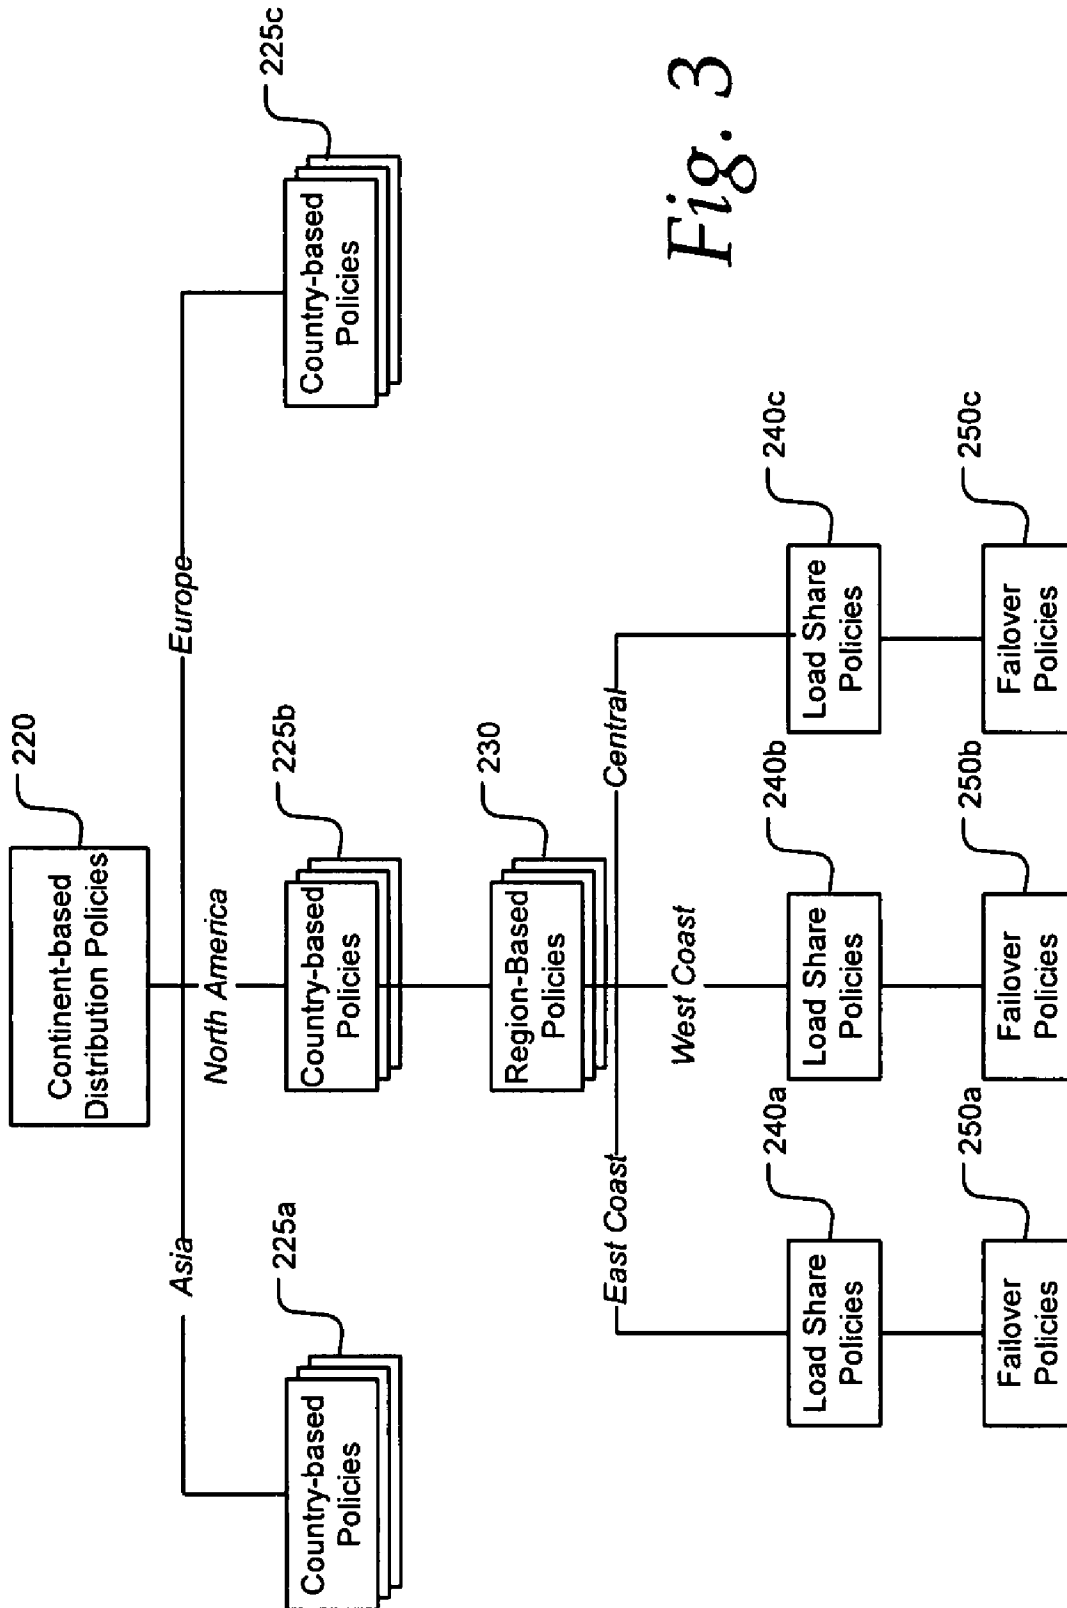 Continent-based
Distribution Policies
220
Asia
North America
Europe
225a
Country-based
Policies
225b
Country-based
Policies
225c
Country-based
Policies
230
Region-Based
Policies
East Coast
West Coast
Central
240a
Load Share
Policies
240b
Load Share
Policies
240c
Load Share
Policies
250a
Failover
Policies
250b
Failover
Policies
250c
Failover
Policies
Fig. 3